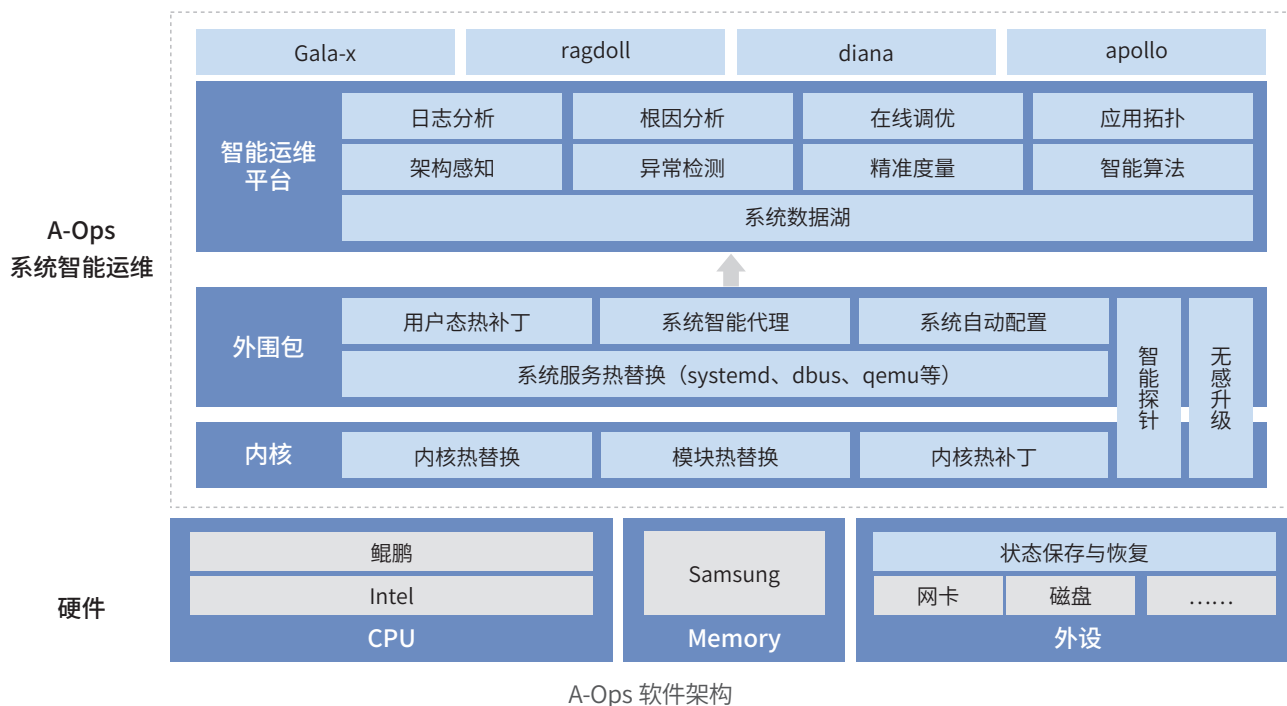 Gala-x
ragdoll
diana
apollo
智能运维
平台
日志分析
根因分析
在线调优
应用拓扑
架构感知
异常检测
精准度量
智能算法
系统数据湖
A-Ops
系统智能运维
外围包
用户态热补丁
系统智能代理
系统自动配置
系统服务热替换（systemd、dbus、qemu等）
智能探针
无感升级
内核
内核热替换
模块热替换
内核热补丁
硬件
鲲鹏
Intel
CPU
Samsung
Memory
状态保存与恢复
网卡
磁盘
……
外设
A-Ops 软件架构